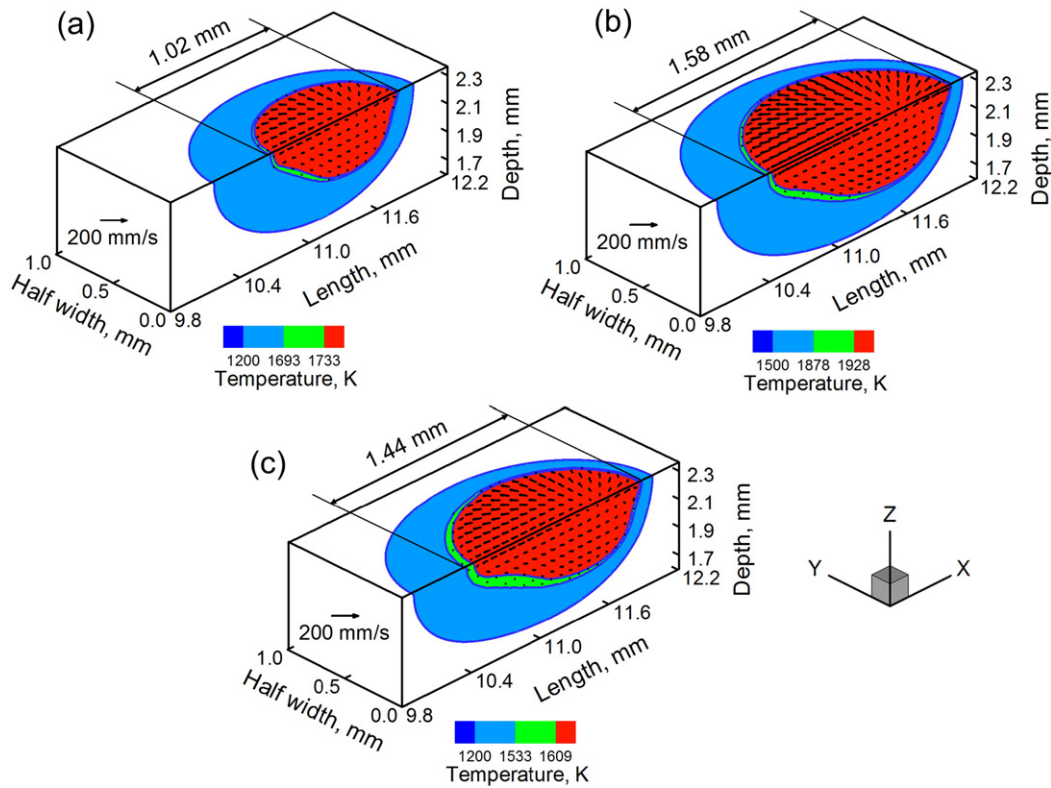 (a)
1.02 mm
2.3
2.1
1.9
1.7
12.2
Depth, mm
11.6
11.0
10.4
Length, mm
200 mm/s
1.0
0.5
0.0
9.8
Half width, mm
1200 1693 1733
Temperature, K
(b)
1.58 mm
2.3
2.1
1.9
1.7
12.2
Depth, mm
11.6
11.0
10.4
Length, mm
200 mm/s
1.0
0.5
0.0
9.8
Half width, mm
1500 1878 1928
Temperature, K
(c)
1.44 mm
2.3
2.1
1.9
1.7
12.2
Depth, mm
11.6
11.0
10.4
Length, mm
200 mm/s
1.0
0.5
0.0
9.8
Half width, mm
1200 1533 1609
Temperature, K
Z
Y
X